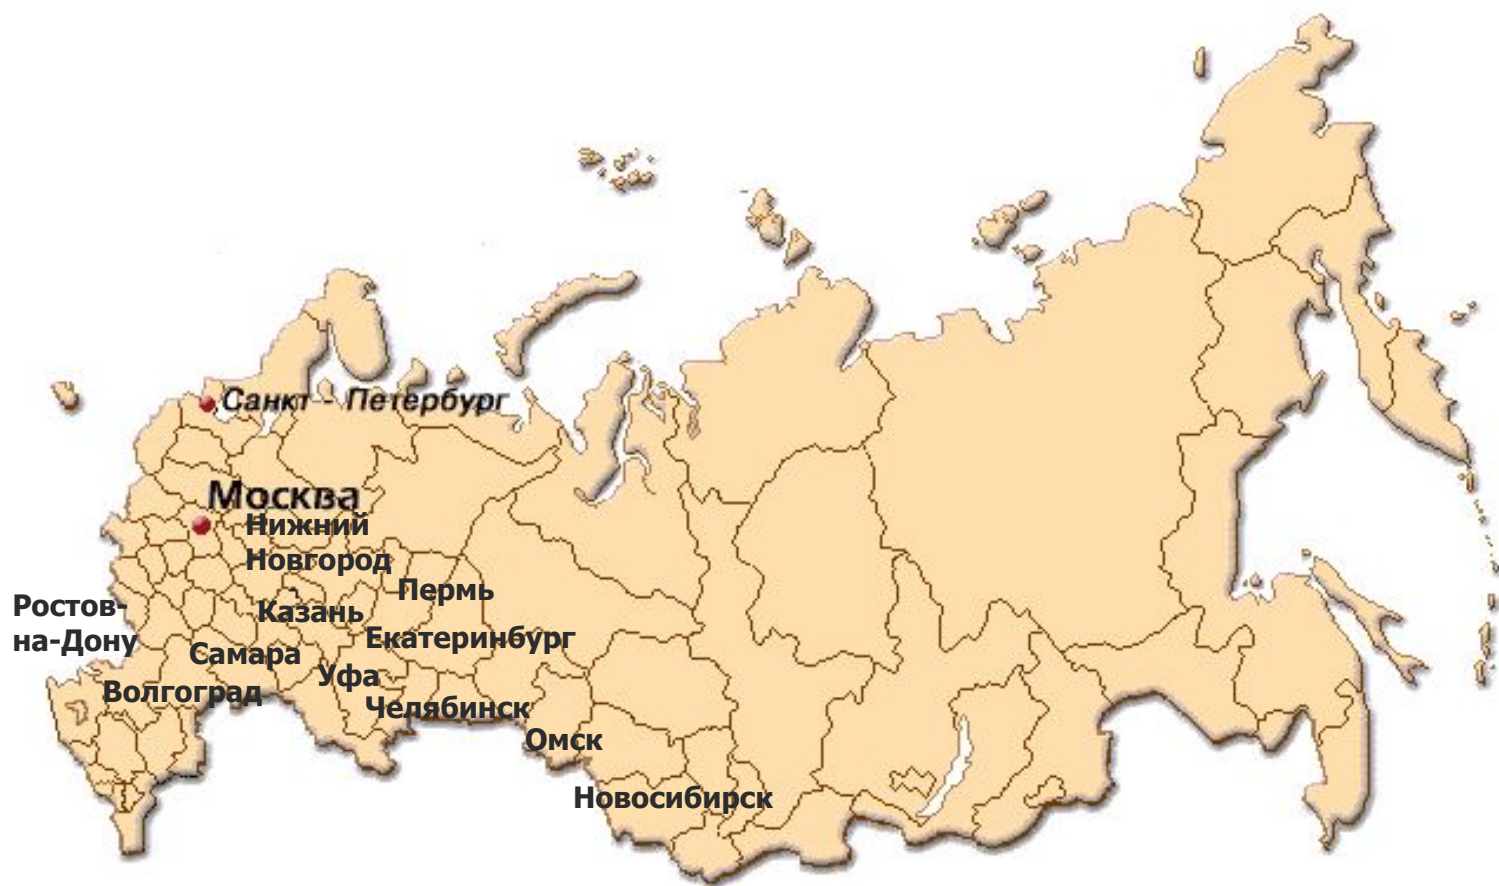 Санкт - Петербург
Москва
Нижний
Новгород
Пермь
Ростов-
на-Дону
Казань
Екатеринбург
Самара
Уфа
Волгоград
Челябинск
Омск
Новосибирск